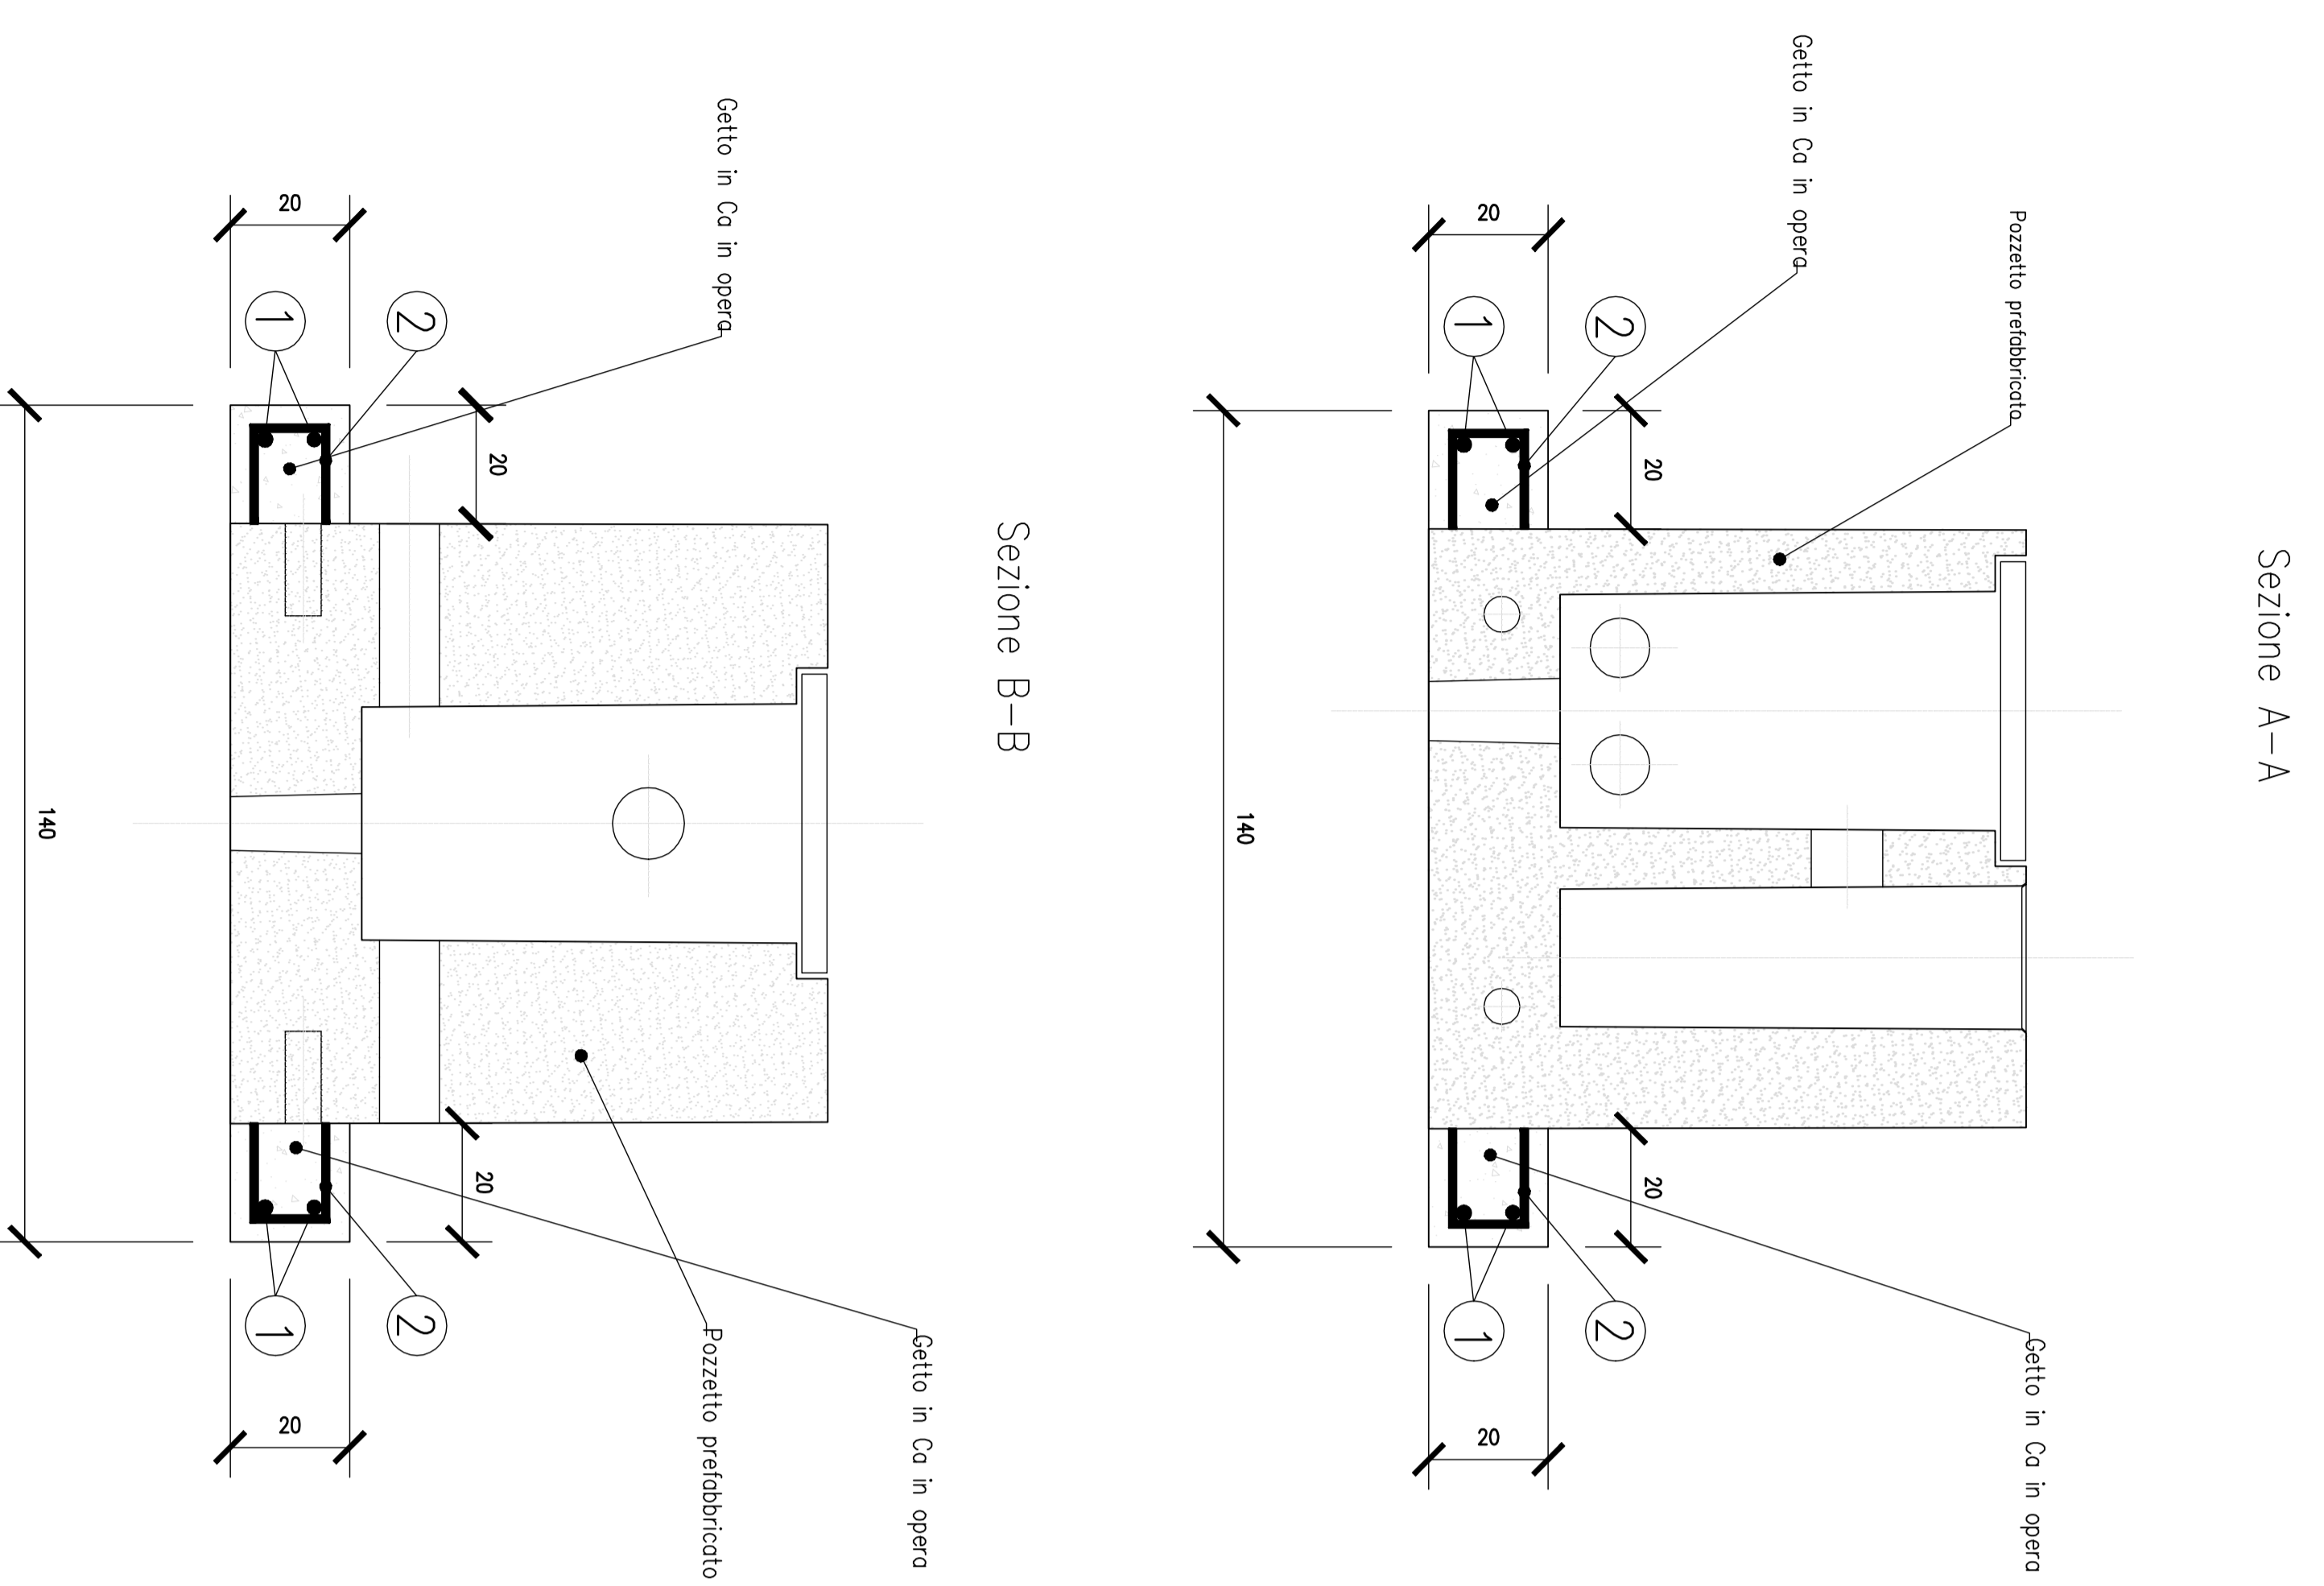 Sezione A-A
Pozzetto prefabbricato
Getto in Ca in opera
Getto in Ca in opera
20
20
2
2
1
1
20
20
140
Sezione B-B
Getto in Ca in opera
Getto in Ca in opera
Pozzetto prefabbricato
20
20
2
2
1
1
20
20
140